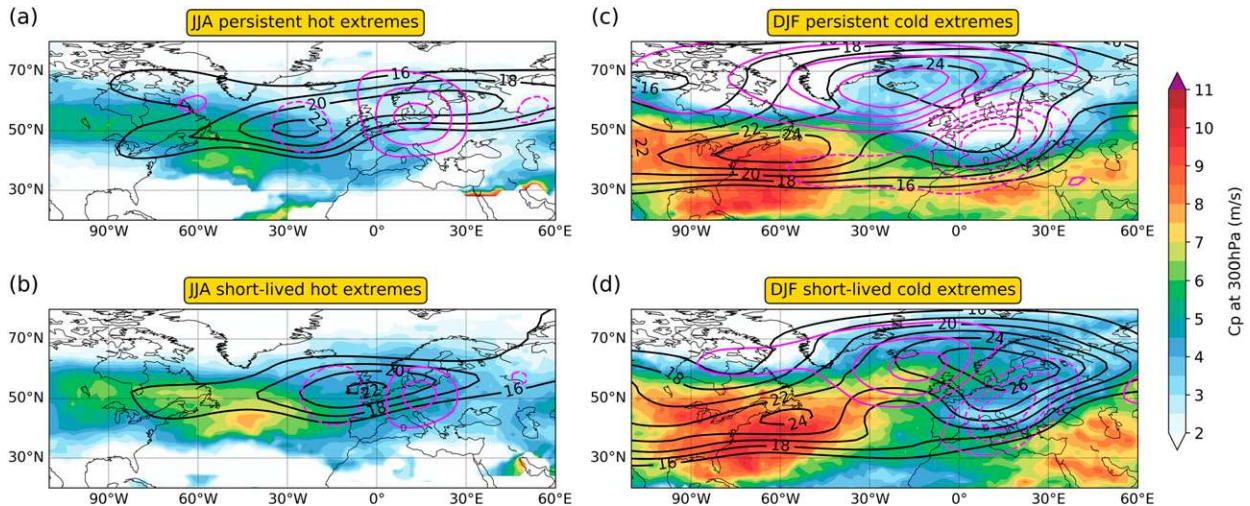 (a)
JJA persistent hot extremes
16
18
20
22
70°N
50°N
30°N
90°W
60°W
30°W
0°
30°E
60°E
(c)
DJF persistent cold extremes
18
16
24
16
22
24
22
20
18
16
70°N
50°N
30°N
90°W
60°W
30°W
0°
30°E
60°E
(b)
JJA short-lived hot extremes
20
22
18
16
70°N
50°N
30°N
90°W
60°W
30°W
0°
30°E
60°E
(d)
DJF short-lived cold extremes
20
24
18
22
24
26
18
16
70°N
50°N
30°N
90°W
60°W
30°W
0°
30°E
60°E
11
10
9
8
7
6
5
4
3
2
Cp at 300hPa (m/s)